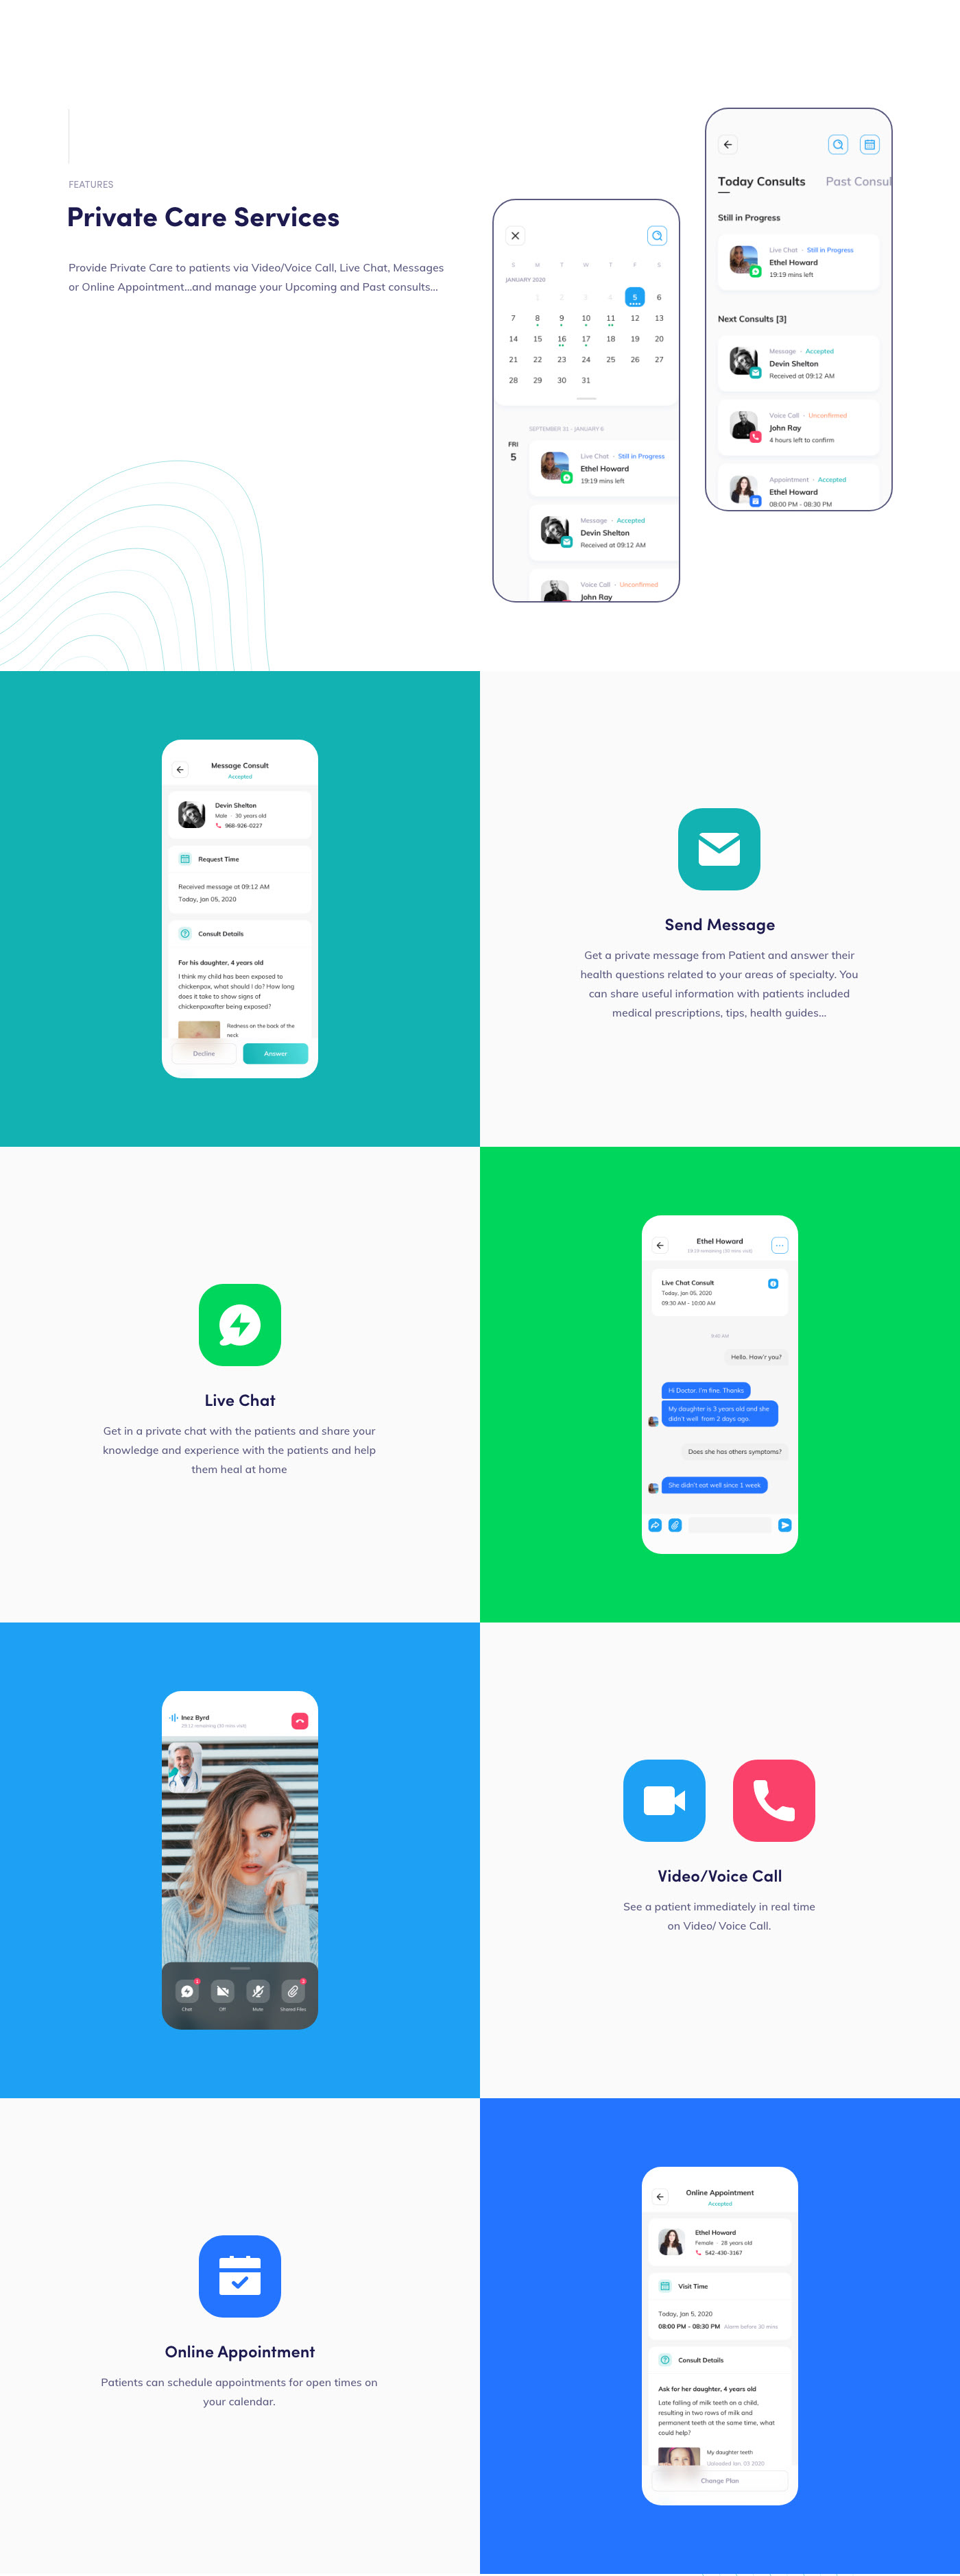 FEATURES
Private Care Services
Provide Private Care to patients via Video/Voice Call, Live Chat, Messages
or Online Appointment...and manage your Upcoming and Past consults...
S M T W T F S
JANUARY 2020
1 2 3 4 5 6
7 8 9 10 11 12 13
14 15 16 17 18 19 20
21 22 23 24 25 26 27
28 29 30 31
SEPTEMBER 31 - JANUARY 6
FRI
5
Live Chat · Still in Progress
Ethel Howard
19:19 mins left
Message · Accepted
Devin Shelton
Received at 09:12 AM
Voice Call · Unconfirmed
John Ray
Today Consults Past Consul
Still in Progress
Live Chat · Still in Progress
Ethel Howard
19:19 mins left
Next Consults [3]
Message · Accepted
Devin Shelton
Received at 09:12 AM
Voice Call · Unconfirmed
John Ray
4 hours left to confirm
Appointment · Accepted
Ethel Howard
08:00 PM - 08:30 PM
Message Consult
Accepted
Devin Shelton
Male · 30 years old
968-926-0227
Request Time
Received message at 09:12 AM
Today, Jan 05, 2020
Consult Details
For his daughter, 4 years old
I think my child has been exposed to
chickenpox, what should I do? How long
does it take to show signs of
chickenpoxafter being exposed?
Redness on the back of the
neck
Decline Answer
Send Message
Get a private message from Patient and answer their
health questions related to your areas of specialty. You
can share useful information with patients included
medical prescriptions, tips, health guides...
Live Chat
Get in a private chat with the patients and share your
knowledge and experience with the patients and help
them heal at home
Ethel Howard
19:19 remaining (30 mins visit)
Live Chat Consult
Today, Jan 05, 2020
09:30 AM - 10:00 AM
9:40 AM
Hello. Haw'r you?
Hi Doctor. I'm fine. Thanks
My daughter is 3 years old and she
didn't well from 2 days ago.
Does she has others symptoms?
She didn't eat well since 1 week
Inez Byrd
09:12 remaining (30 mins visit)
Chat Off Mute Shared Files
Video/Voice Call
See a patient immediately in real time
on Video/ Voice Call.
Online Appointment
Patients can schedule appointments for open times on
your calendar.
Online Appointment
Accepted
Ethel Howard
Female · 28 years old
542-430-3167
Visit Time
Today, Jan 5, 2020
08:00 PM - 08:30 PM Alarm before 30 mins
Consult Details
Ask for her daughter, 4 years old
Late falling of milk teeth on a child,
resulting in two rows of milk and
permanent teeth at the same time, what
could help?
My daughter teeth
Uploaded Jan, 03 2020
Change Plan